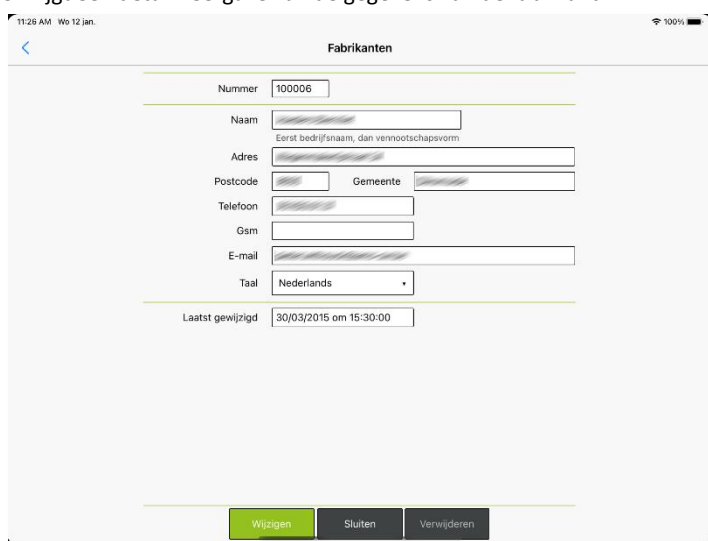 11:26 AM Wo 12 jan. 100%
Fabrikanten
Nummer 100006
Naam
Eerst bedrijfsnaam, dan vennootschapsvorm
Adres
Postcode Gemeente
Telefoon
Gsm
E-mail
Taal Nederlands
Laatst gewijzigd 30/03/2015 om 15:30:00
Wijzigen Sluiten Verwijderen